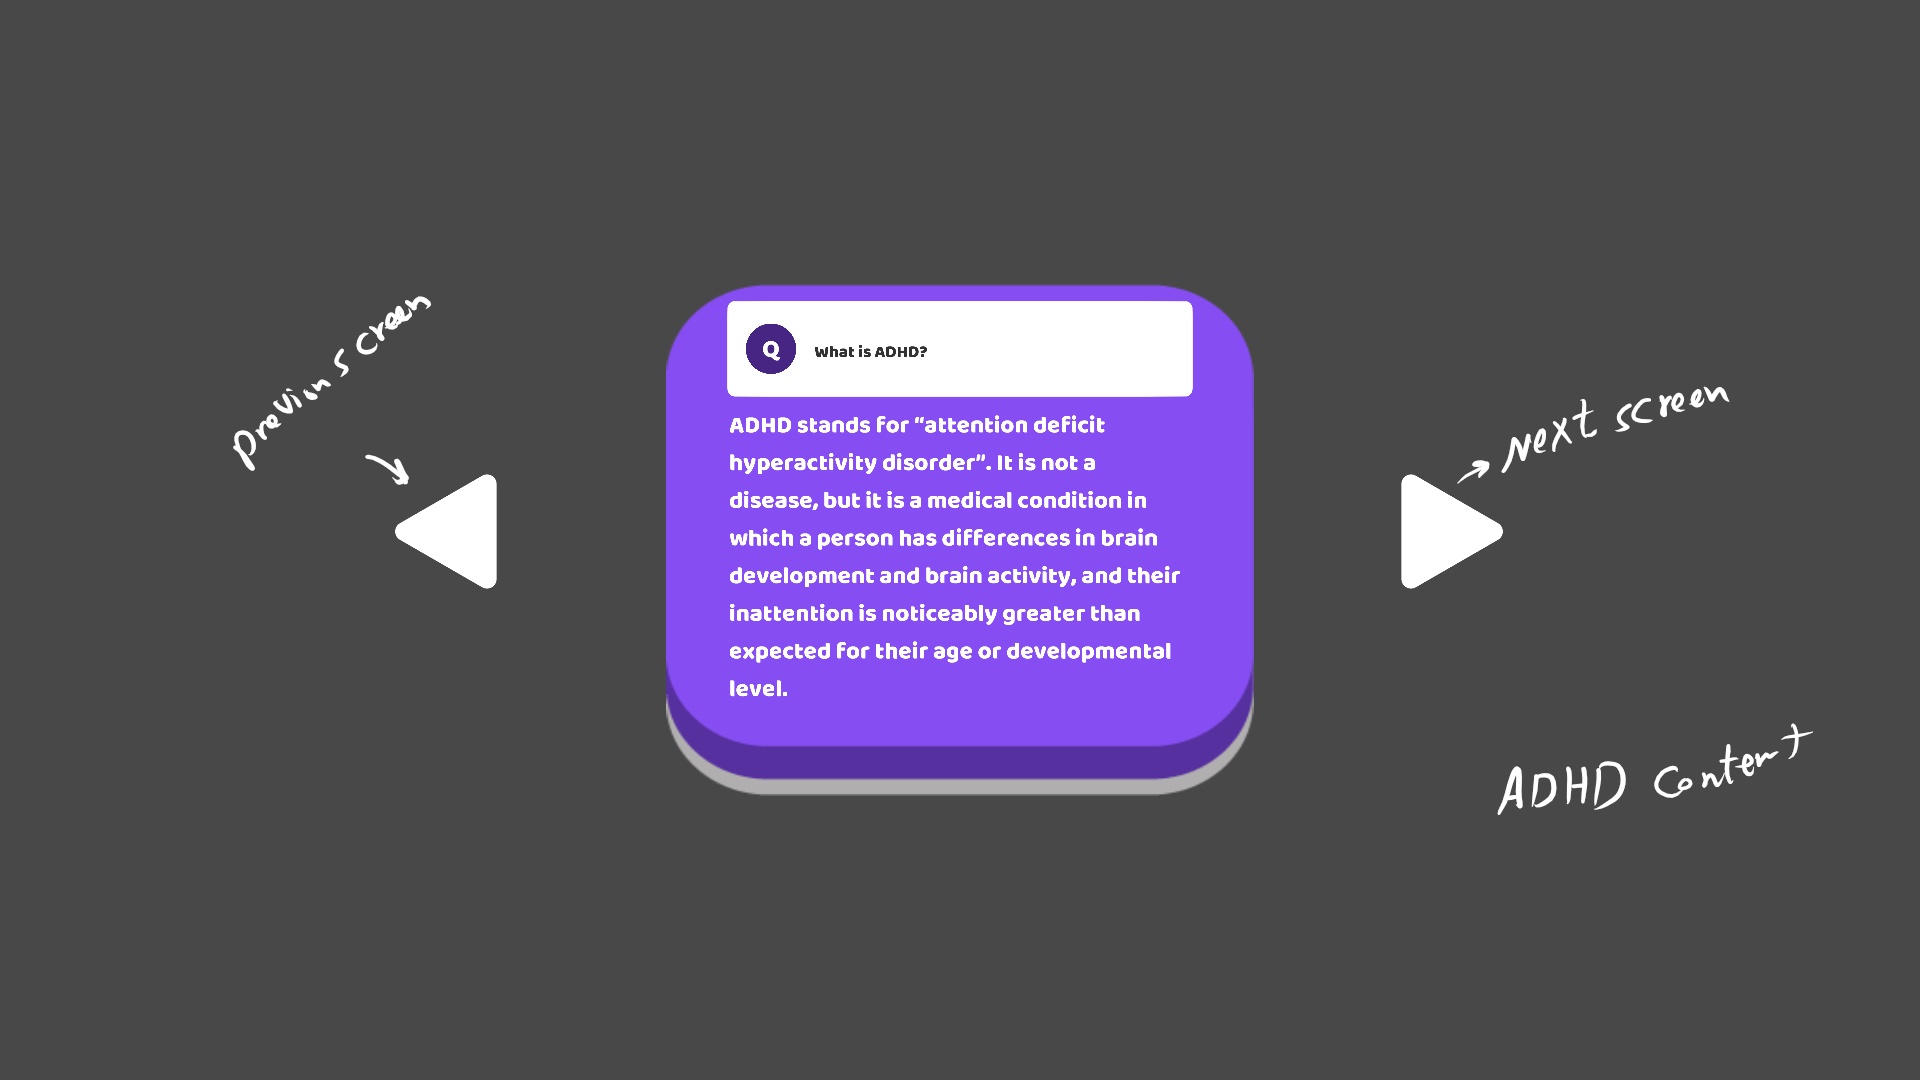 Previous screen
Q
What is ADHD?
ADHD stands for “attention deficit
hyperactivity disorder”. It is not a
disease, but it is a medical condition in
which a person has differences in brain
development and brain activity, and their
inattention is noticeably greater than
expected for their age or developmental
level.
→ Next screen
ADHD content